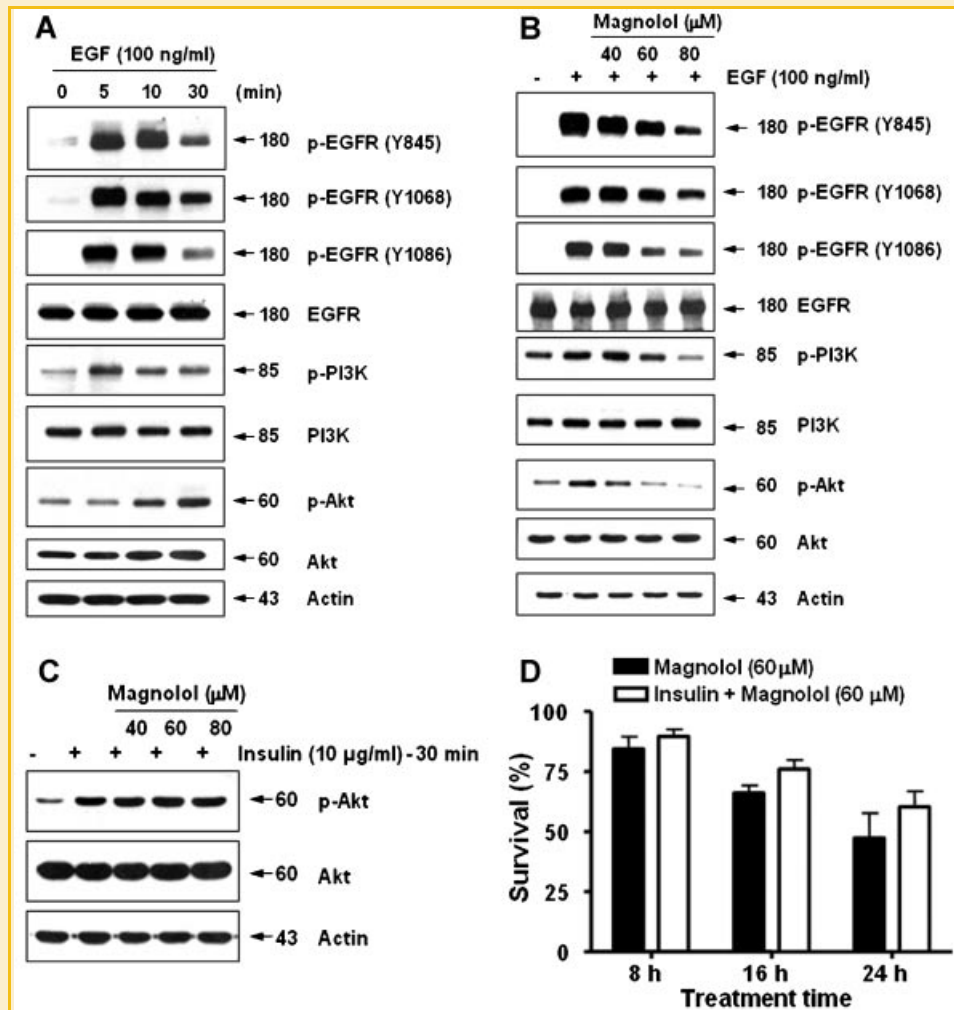 A
EGF (100 ng/ml)
0 5 10 30 (min)
180 p-EGFR (Y845)
180 p-EGFR (Y1068)
180 p-EGFR (Y1086)
180 EGFR
85 p-PI3K
85 PI3K
60 p-Akt
60 Akt
43 Actin
B
Magnolol (μM)
40 60 80
- + + + + EGF (100 ng/ml)
180 p-EGFR (Y845)
180 p-EGFR (Y1068)
180 p-EGFR (Y1086)
180 EGFR
85 p-PI3K
85 PI3K
60 p-Akt
60 Akt
43 Actin
C
Magnolol (μM)
40 60 80
- + + + + Insulin (10 μg/ml) - 30 min
60 p-Akt
60 Akt
43 Actin
D
Magnolol (60μM)
Insulin + Magnolol (60 μM)
Survival (%)
100
75
50
25
0
8 h 16 h 24 h
Treatment time